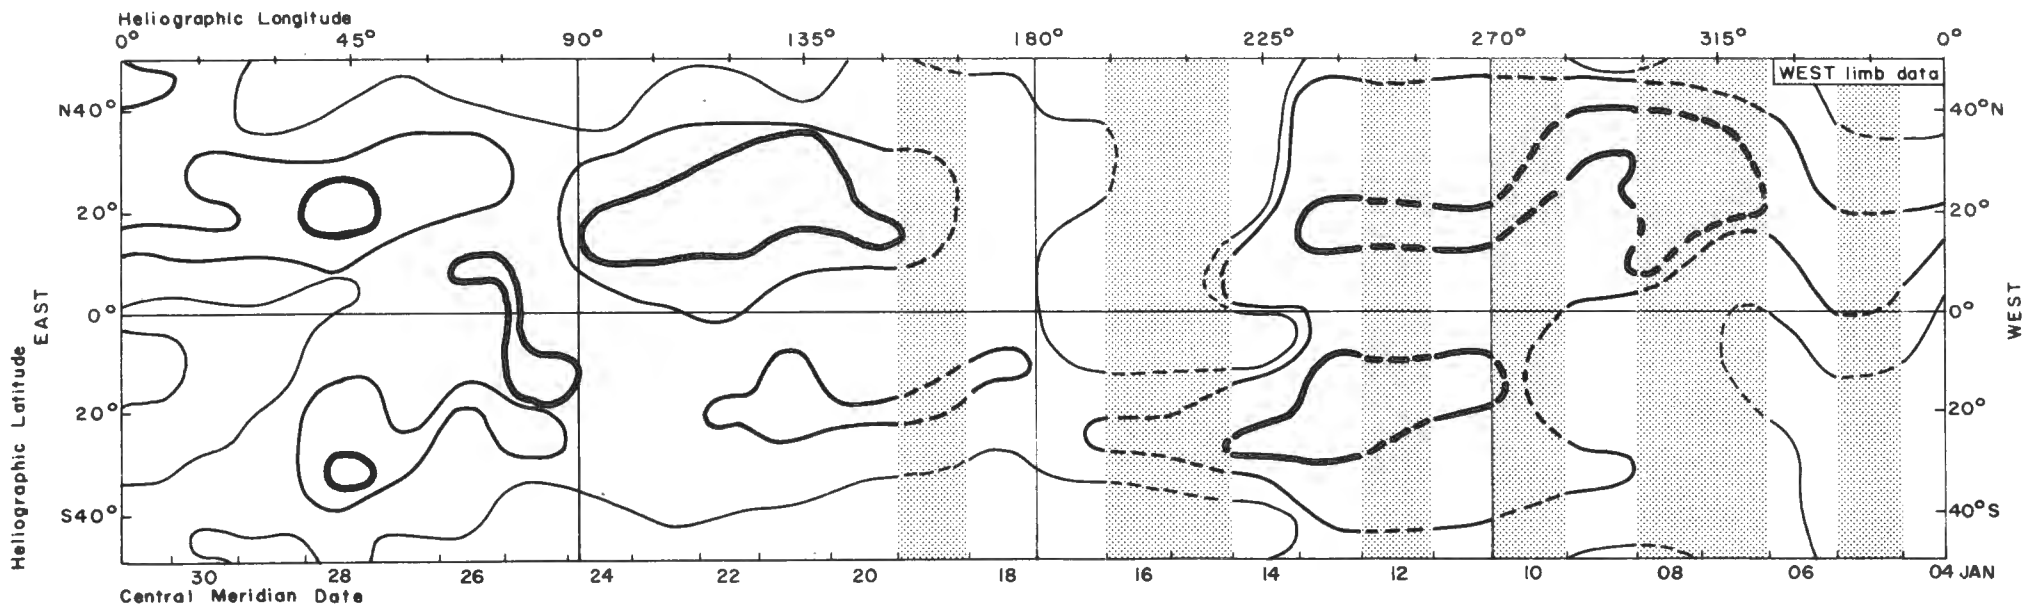 Heliographic Longitude
0° 45° 90° 135° 180° 225° 270° 315° 0°
WEST limb data
N40° 40°N
20° 20°
0° 0°
20° 20°
S40° 40°S
EAST
WEST
Heliographic Latitude
30 28 26 24 22 20 18 16 14 12 10 08 06 04 JAN
Central Meridian Date